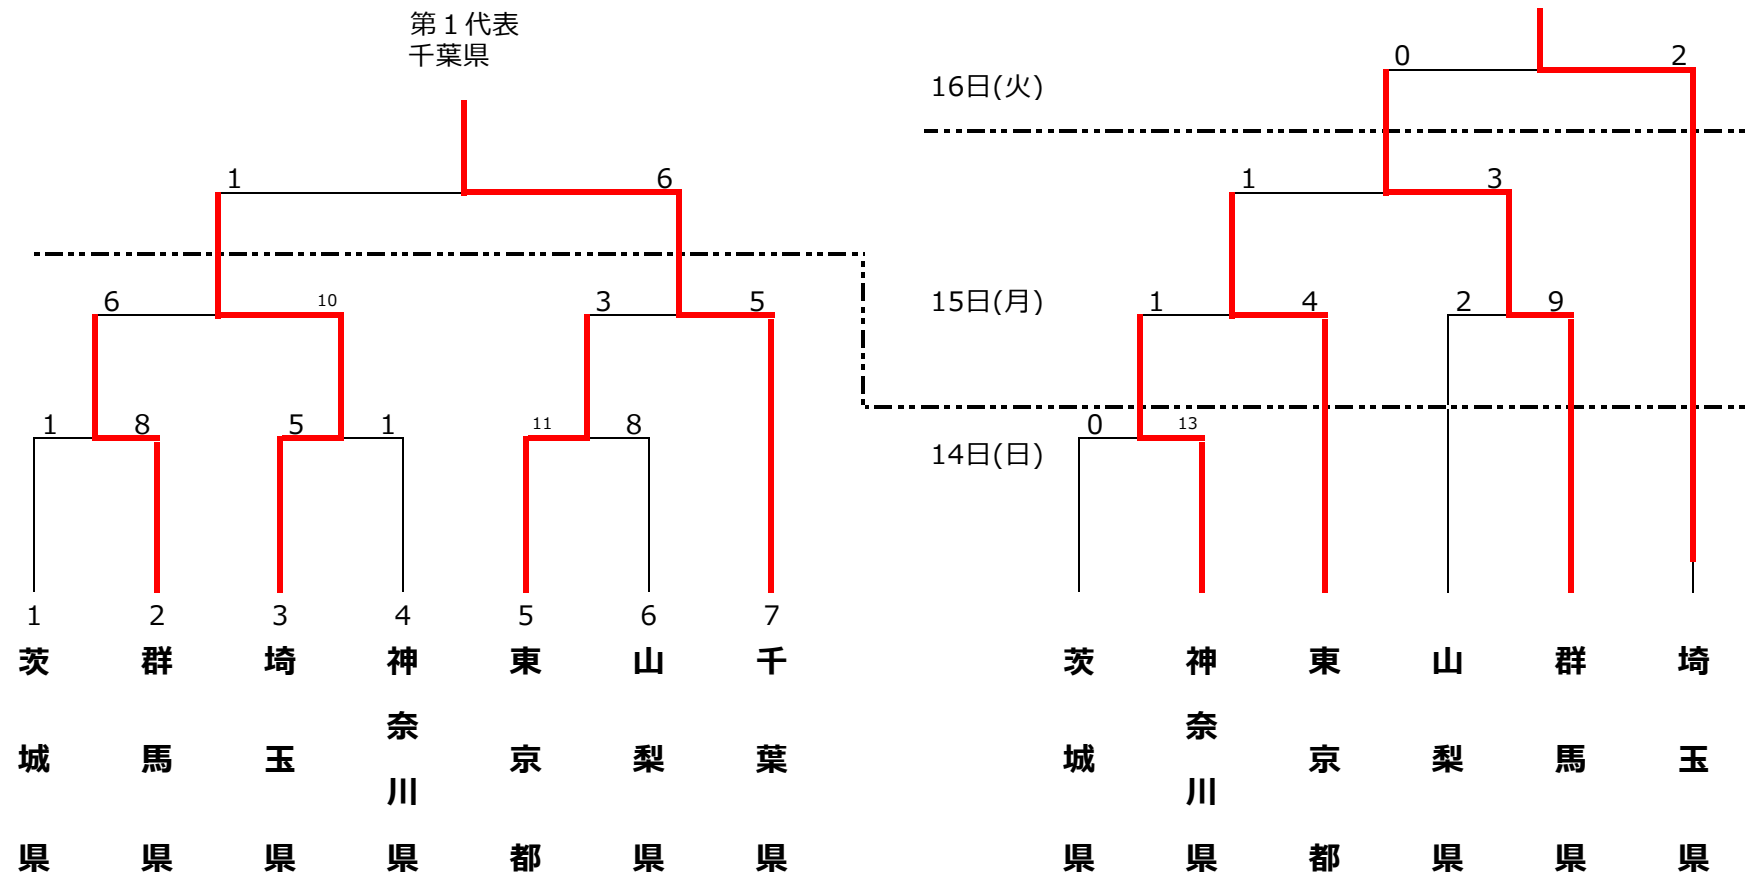 第１代表
千葉県
0 2
16日(火)
1 6
1 3
6 10 3 5
15日(月)
1 4 2 9
1 8 5 1 11 8
0 13
14日(日)
1 2 3 4 5 6 7
茨城県
群馬県
埼玉県
神奈川県
東京都
山梨県
千葉県
茨城県
神奈川県
東京都
山梨県
群馬県
埼玉県